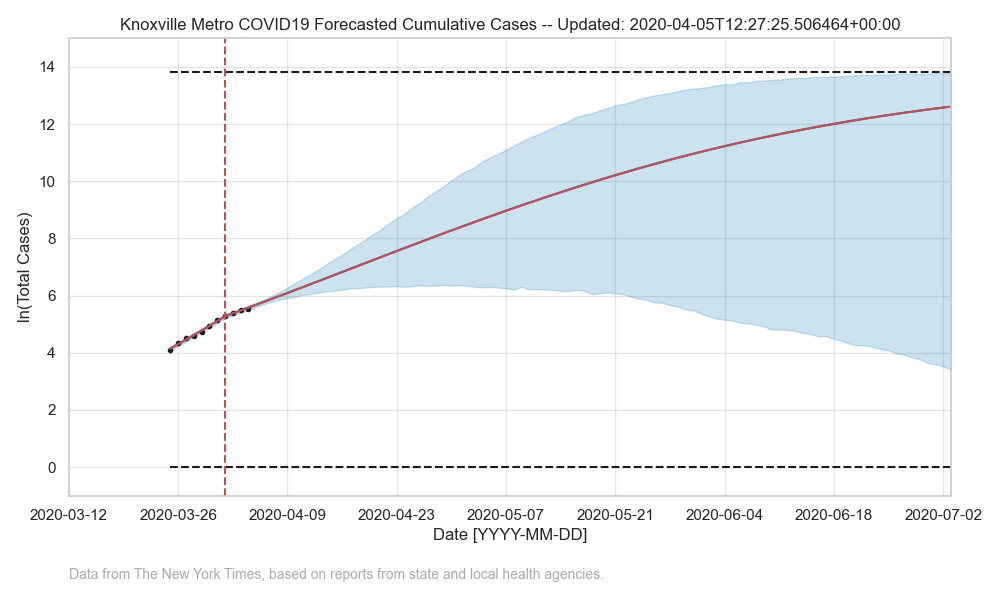 Knoxville Metro COVID19 Forecasted Cumulative Cases -- Updated: 2020-04-05T12:27:25.506464+00:00
14
12
10
8
6
4
2
0
ln(Total Cases)
2020-03-12 2020-03-26 2020-04-09 2020-04-23 2020-05-07 2020-05-21 2020-06-04 2020-06-18 2020-07-02
Date [YYYY-MM-DD]
Data from The New York Times, based on reports from state and local health agencies.